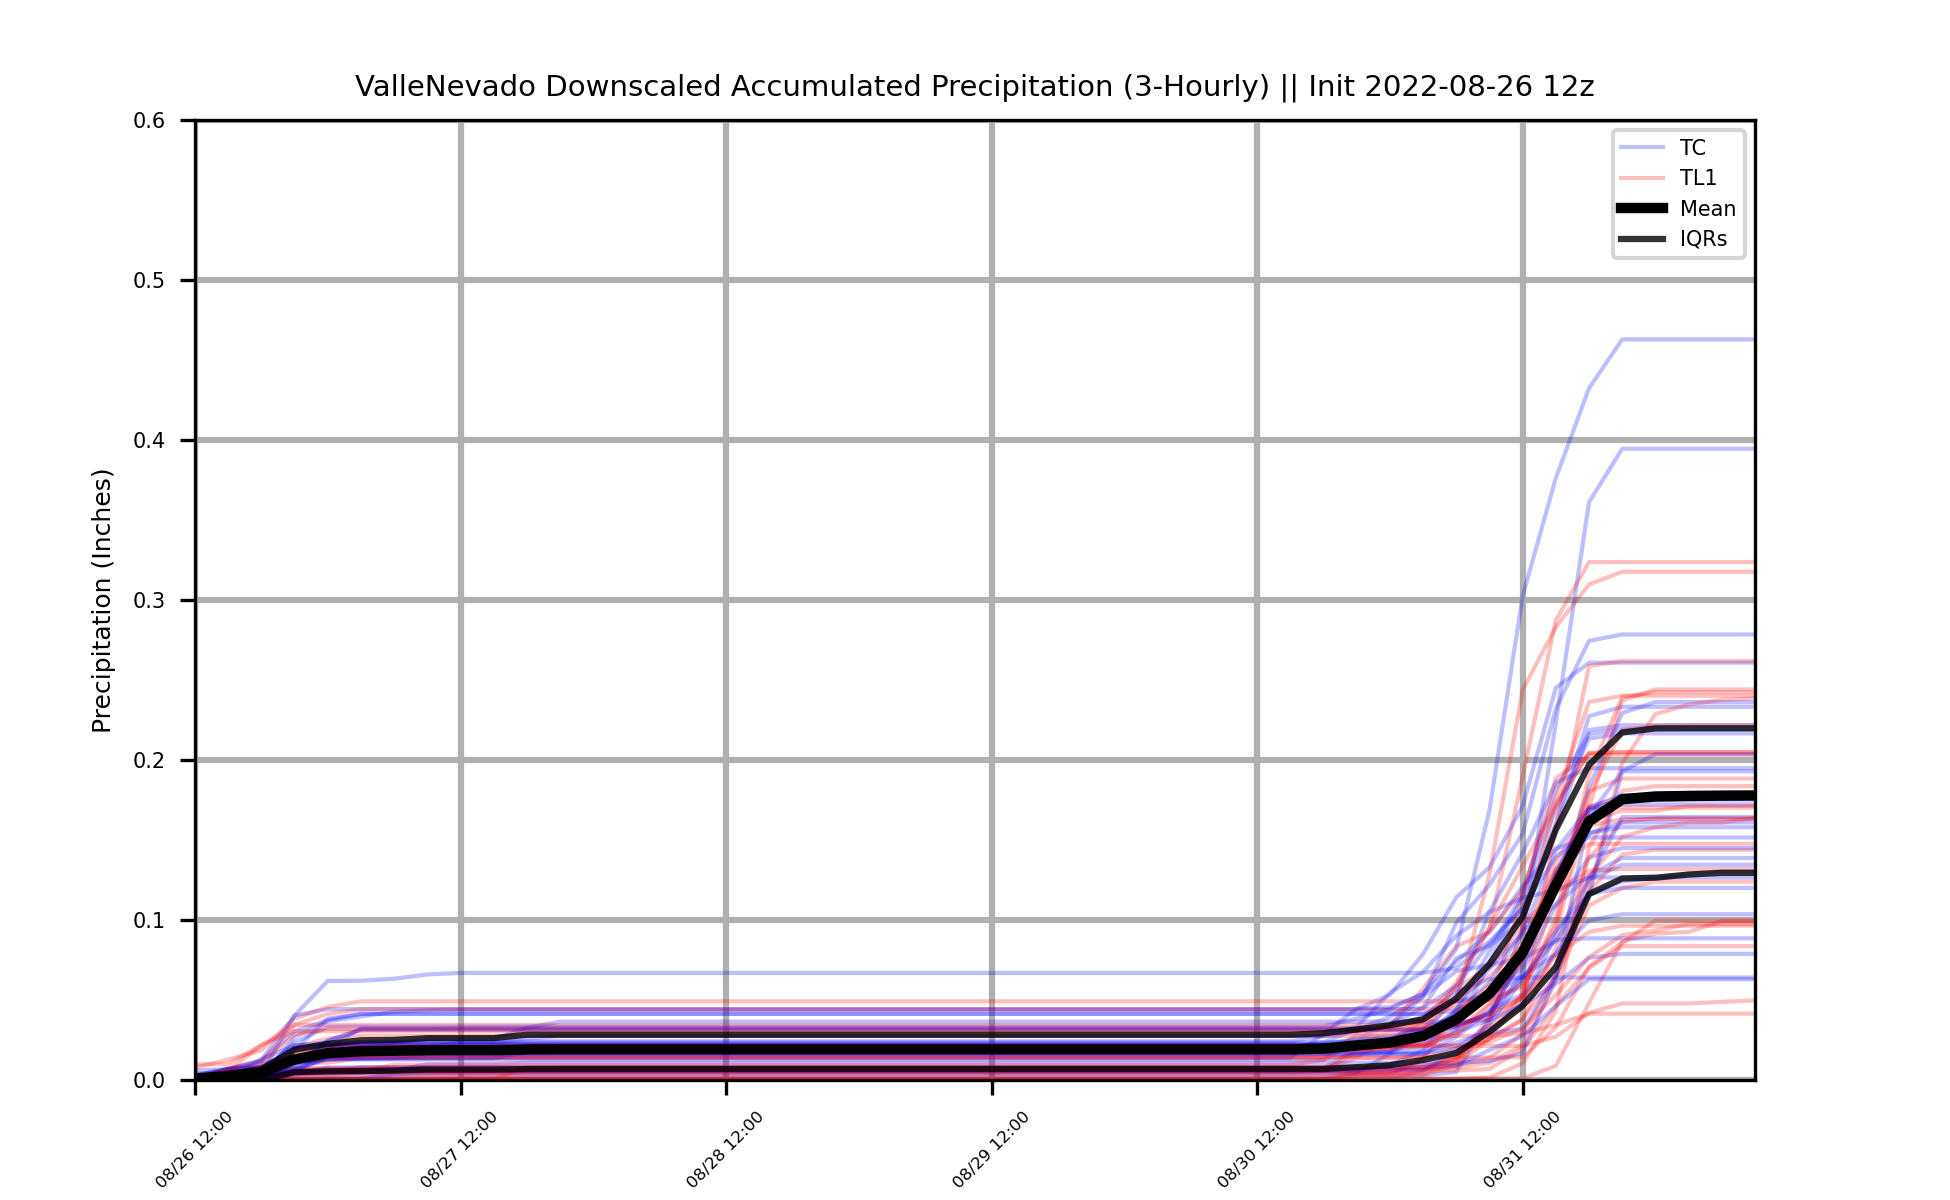 ValleNevado Downscaled Accumulated Precipitation (3-Hourly) || Init 2022-08-26 12z
TC
TL1
Mean
IQRs
Precipitation (Inches)
0.6
0.5
0.4
0.3
0.2
0.1
0.0
08/26 12:00
08/27 12:00
08/28 12:00
08/29 12:00
08/30 12:00
08/31 12:00